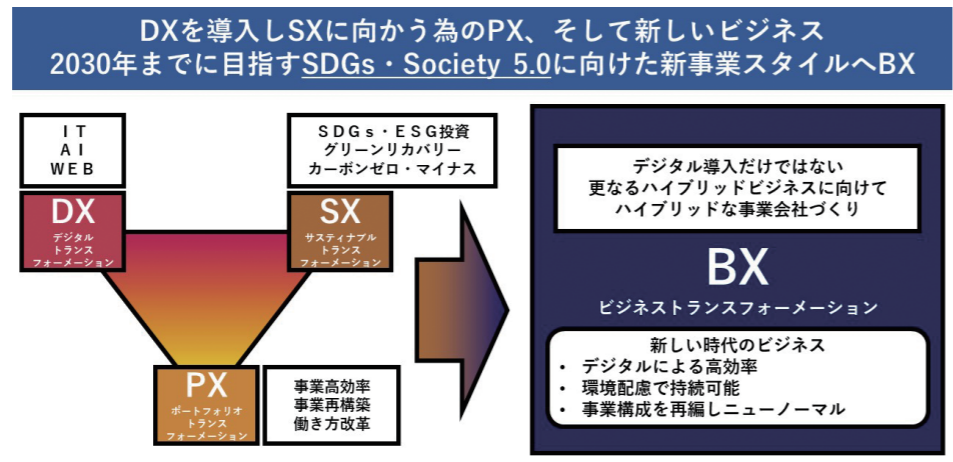 DXを導入しSXに向かう為のPX、そして新しいビジネス
2030年までに目指すSDGs・Society 5.0に向けた新事業スタイルへBX
ＩＴ
ＡＩ
ＷＥＢ
DX
デジタル
トランス
フォーメーション
ＳＤＧｓ・ＥＳＧ投資
グリーンリカバリー
カーボンゼロ・マイナス
SX
サスティナブル
トランス
フォーメーション
PX
ポートフォリオ
トランス
フォーメーション
事業高効率
事業再構築
働き方改革
デジタル導入だけではない
更なるハイブリッドビジネスに向けて
ハイブリッドな事業会社づくり
BX
ビジネストランスフォーメーション
新しい時代のビジネス
• デジタルによる高効率
• 環境配慮で持続可能
• 事業構成を再編しニューノーマル